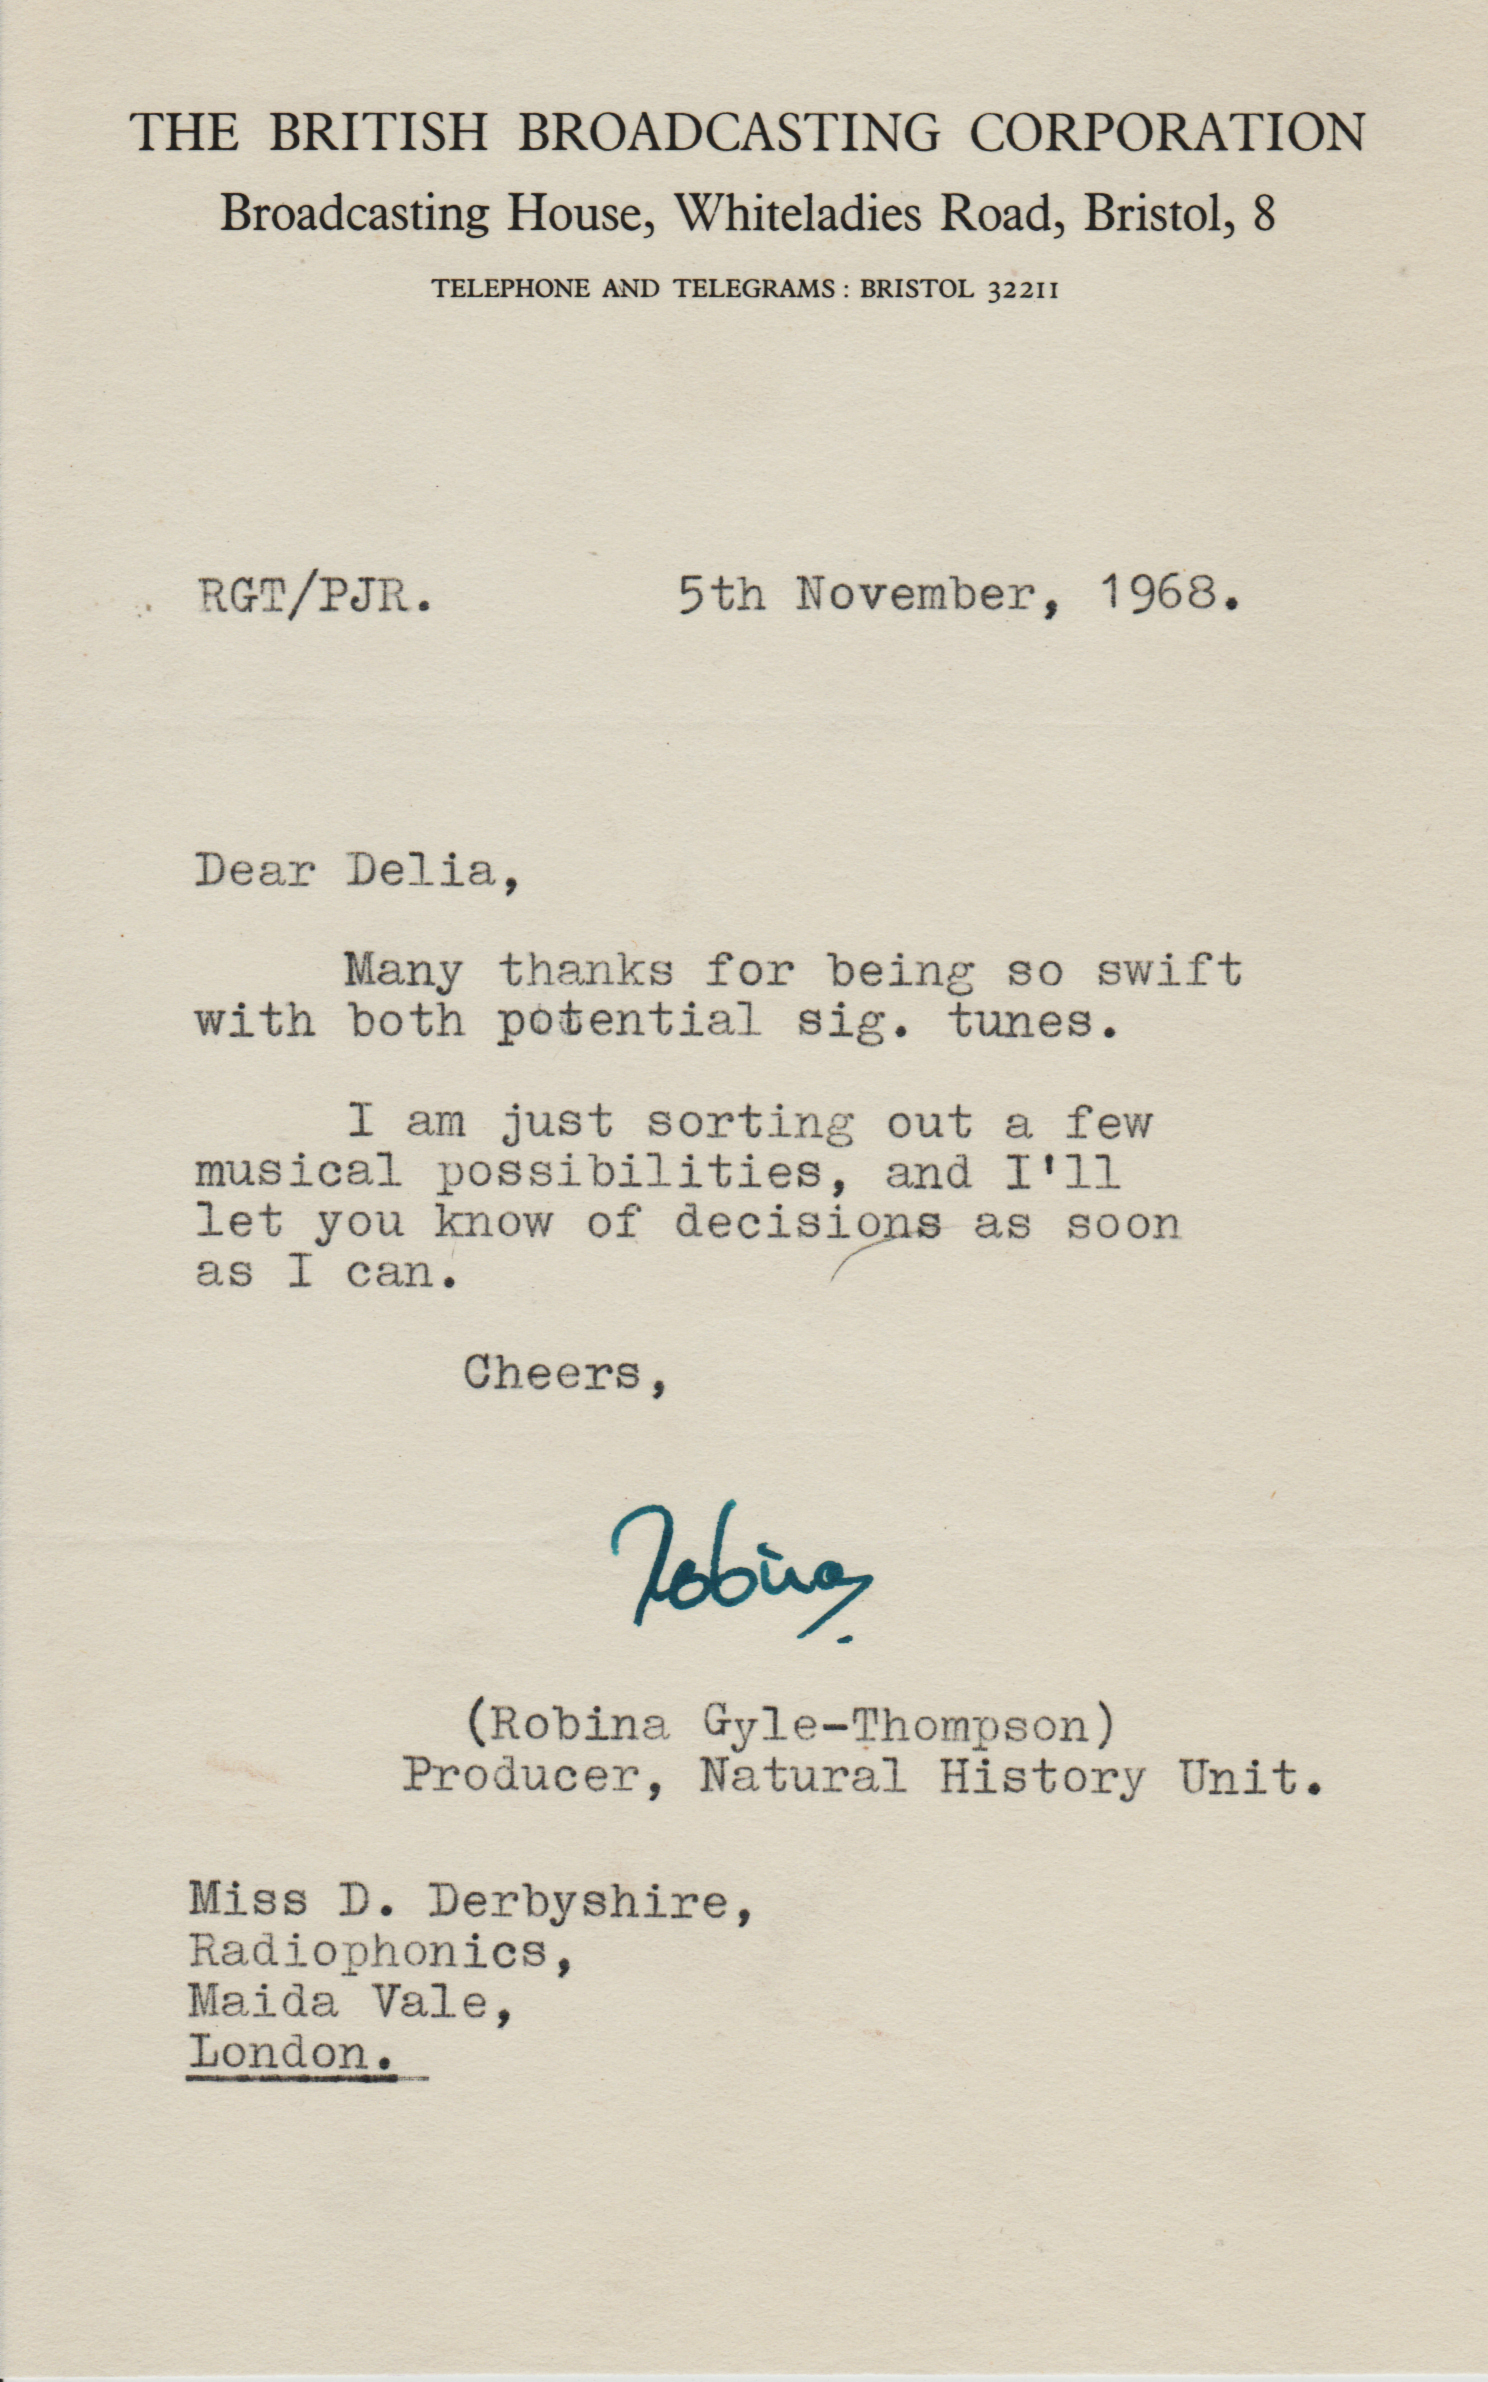 THE BRITISH BROADCASTING CORPORATION
Broadcasting House, Whiteladies Road, Bristol, 8
TELEPHONE AND TELEGRAMS : BRISTOL 32211
RGT/PJR. 5th November, 1968.
Dear Delia,
Many thanks for being so swift
with both potential sig. tunes.
I am just sorting out a few
musical possibilities, and I'll
let you know of decisions as soon
as I can.
Cheers,
Robina
(Robina Gyle-Thompson)
Producer, Natural History Unit.
Miss D. Derbyshire,
Radiophonics,
Maida Vale,
London.